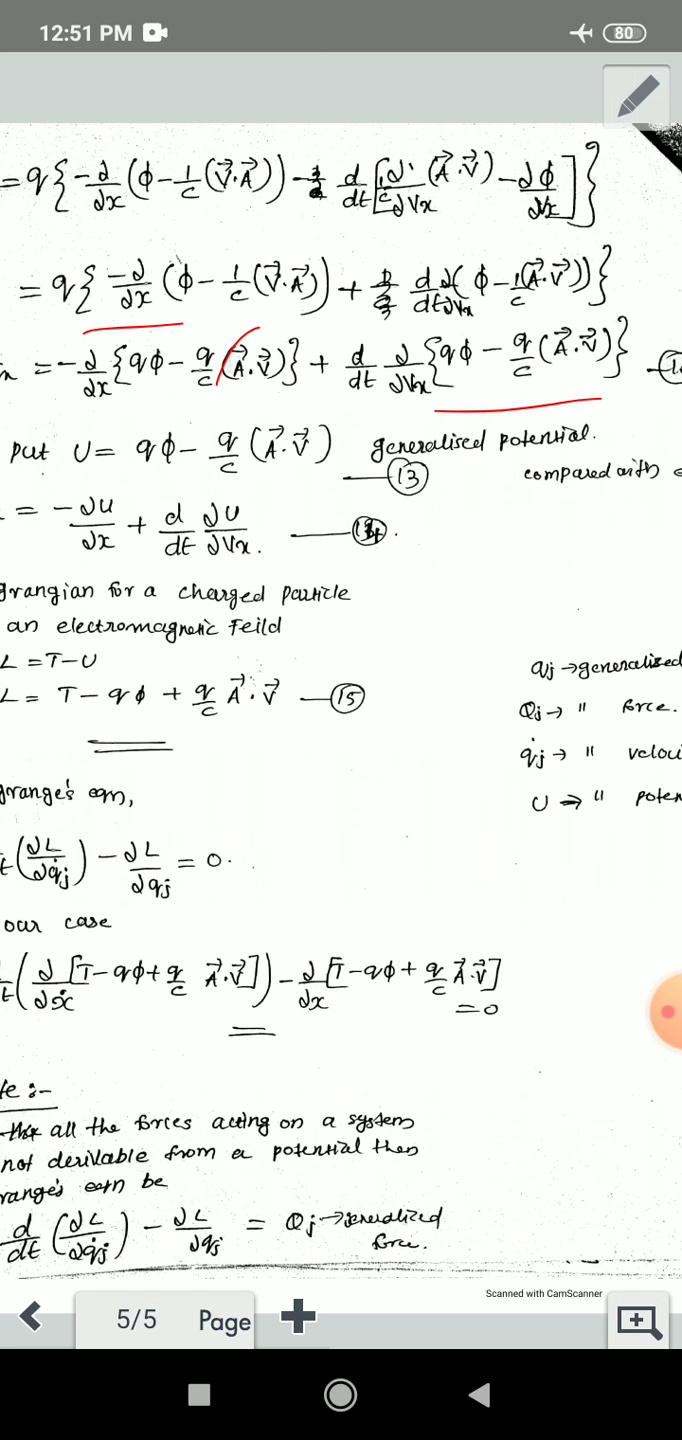 12:51 PM 80
= q{ -∂/∂x (ϕ - 1/c (V⃗·A⃗)) - d/dt [1/c ∂/∂Vx (A⃗·V⃗) - ∂ϕ/∂Vx ] }
= q{ -∂/∂x (ϕ - 1/c (V⃗·A⃗)) + d/dt ∂/∂Vx (ϕ - 1/c (A⃗·V⃗)) }
x = -∂/∂x {qϕ - q/c (A⃗·V⃗)} + d/dt ∂/∂Vx {qϕ - q/c (A⃗·V⃗)}
put U = qϕ - q/c (A⃗·V⃗) generalised potential.
—(13) compared with
= -∂U/∂x + d/dt ∂U/∂Vx. —(14).
grangian for a charged particle
an electromagnetic Feild
L = T-U
L = T - qϕ + q/c A⃗·V⃗ —(15)
qj → generalized
Qj → " force.
q̇j → " veloci
U → " poten
grange's eqn,
t (∂L/∂q̇j) - ∂L/∂qj = 0.
our case
t (∂/∂ẋ [T - qϕ + q/c A⃗·V⃗]) - ∂/∂x [T - qϕ + q/c A⃗·V⃗]
= 0
te :-
all the forces acting on a system
not derivable from a potential then
range's eqn be
d/dt (∂L/∂q̇j) - ∂L/∂qj = Qj → generalized
force.
Scanned with CamScanner
5/5 Page